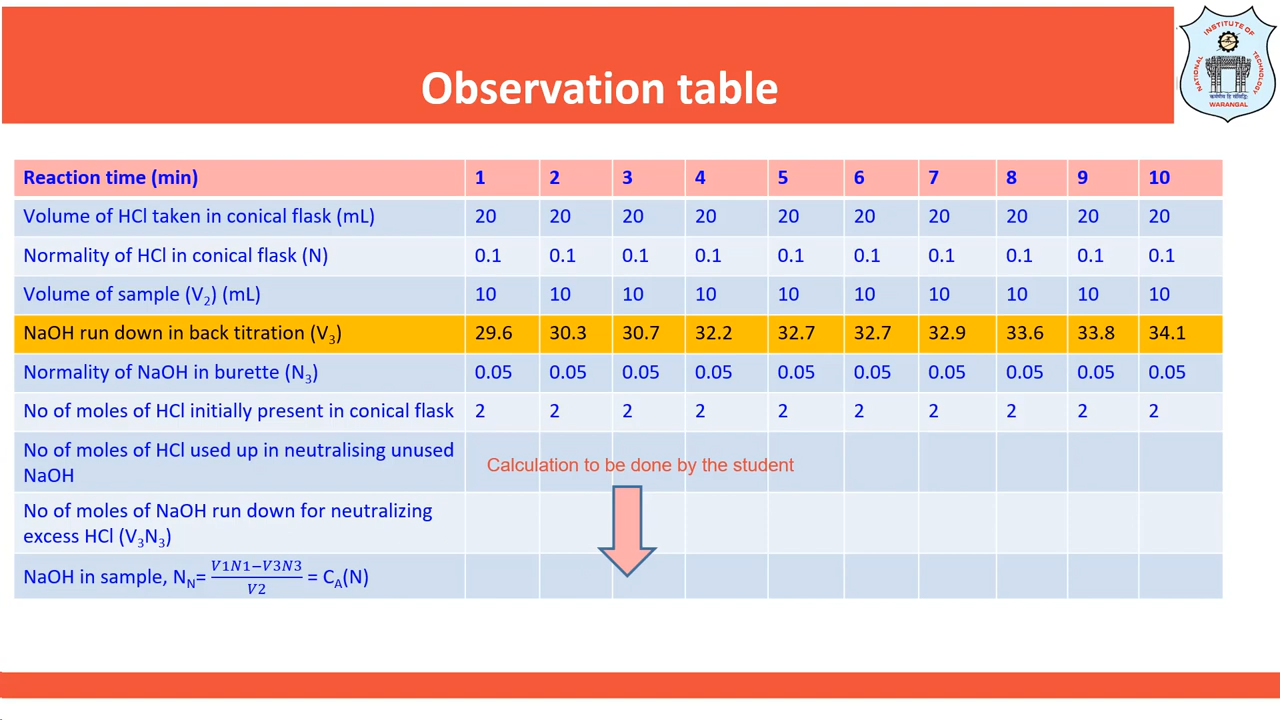 Observation table
INSTITUTE OF
NATIONAL
TECHNOLOGY
WARANGAL
Reaction time (min) 1 2 3 4 5 6 7 8 9 10
Volume of HCl taken in conical flask (mL) 20 20 20 20 20 20 20 20 20 20
Normality of HCl in conical flask (N) 0.1 0.1 0.1 0.1 0.1 0.1 0.1 0.1 0.1 0.1
Volume of sample (V2) (mL) 10 10 10 10 10 10 10 10 10 10
NaOH run down in back titration (V3) 29.6 30.3 30.7 32.2 32.7 32.7 32.9 33.6 33.8 34.1
Normality of NaOH in burette (N3) 0.05 0.05 0.05 0.05 0.05 0.05 0.05 0.05 0.05 0.05
No of moles of HCl initially present in conical flask 2 2 2 2 2 2 2 2 2 2
No of moles of HCl used up in neutralising unused
NaOH
Calculation to be done by the student
No of moles of NaOH run down for neutralizing
excess HCl (V3N3)
NaOH in sample, NN= (V1N1−V3N3)/V2 = CA(N)